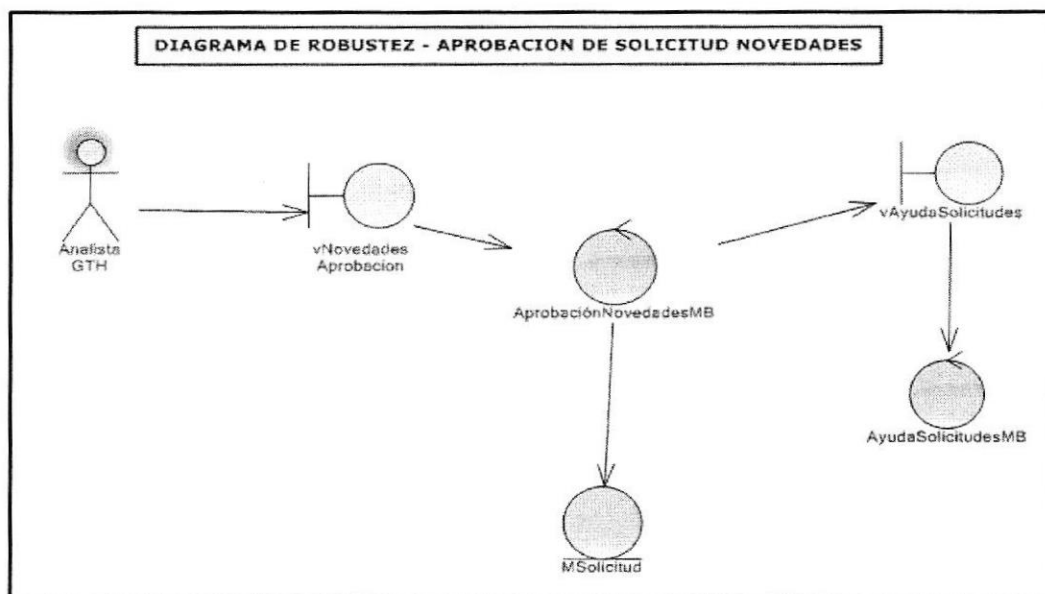 DIAGRAMA DE ROBUSTEZ - APROBACION DE SOLICITUD NOVEDADES
Analista
GTH
vNovedades
Aprobacion
AprobaciónNovedadesMB
vAyudaSolicitudes
AyudaSolicitudesMB
MSolicitud